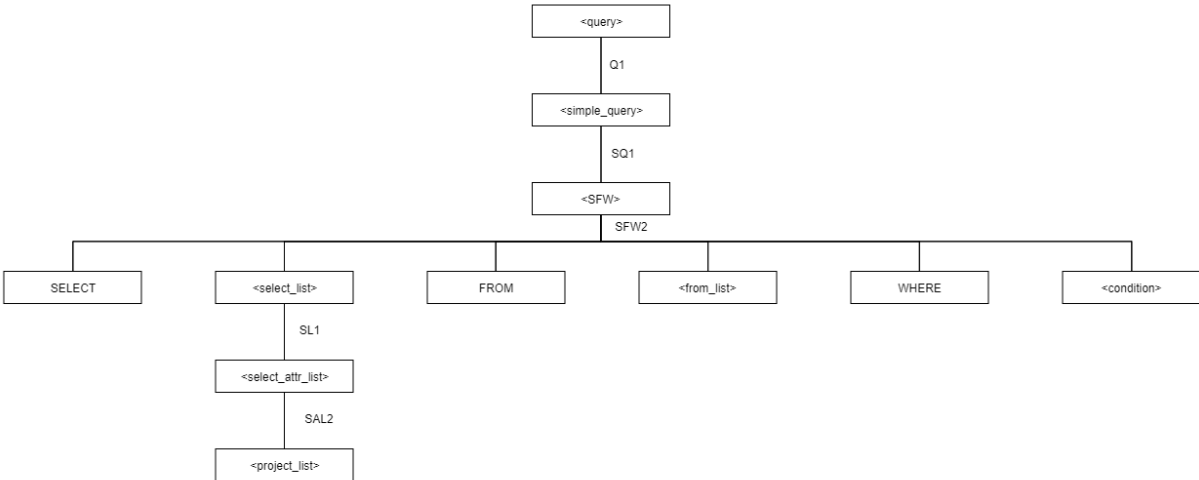 <query>
Q1
<simple_query>
SQ1
<SFW>
SFW2
SELECT
<select_list>
FROM
<from_list>
WHERE
<condition>
SL1
<select_attr_list>
SAL2
<project_list>